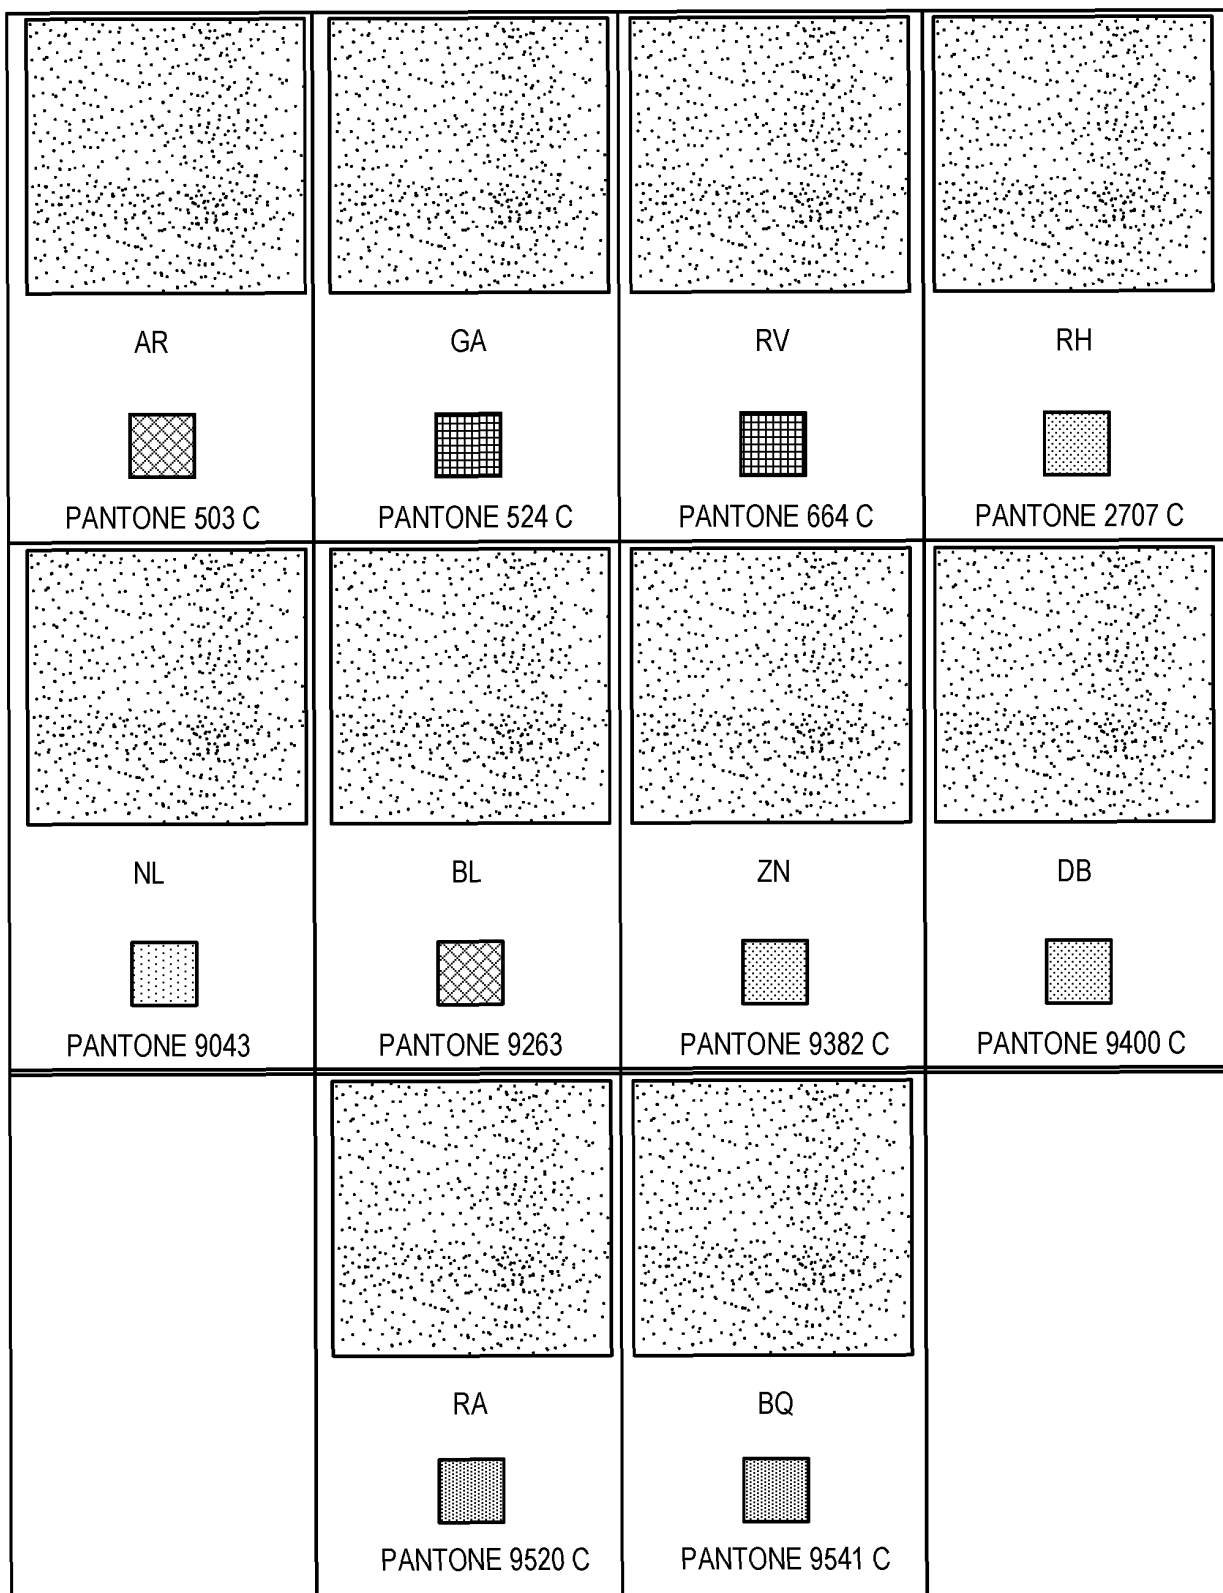 AR
GA
RV
RH
PANTONE 503 C
PANTONE 524 C
PANTONE 664 C
PANTONE 2707 C
NL
BL
ZN
DB
PANTONE 9043
PANTONE 9263
PANTONE 9382 C
PANTONE 9400 C
RA
BQ
PANTONE 9520 C
PANTONE 9541 C